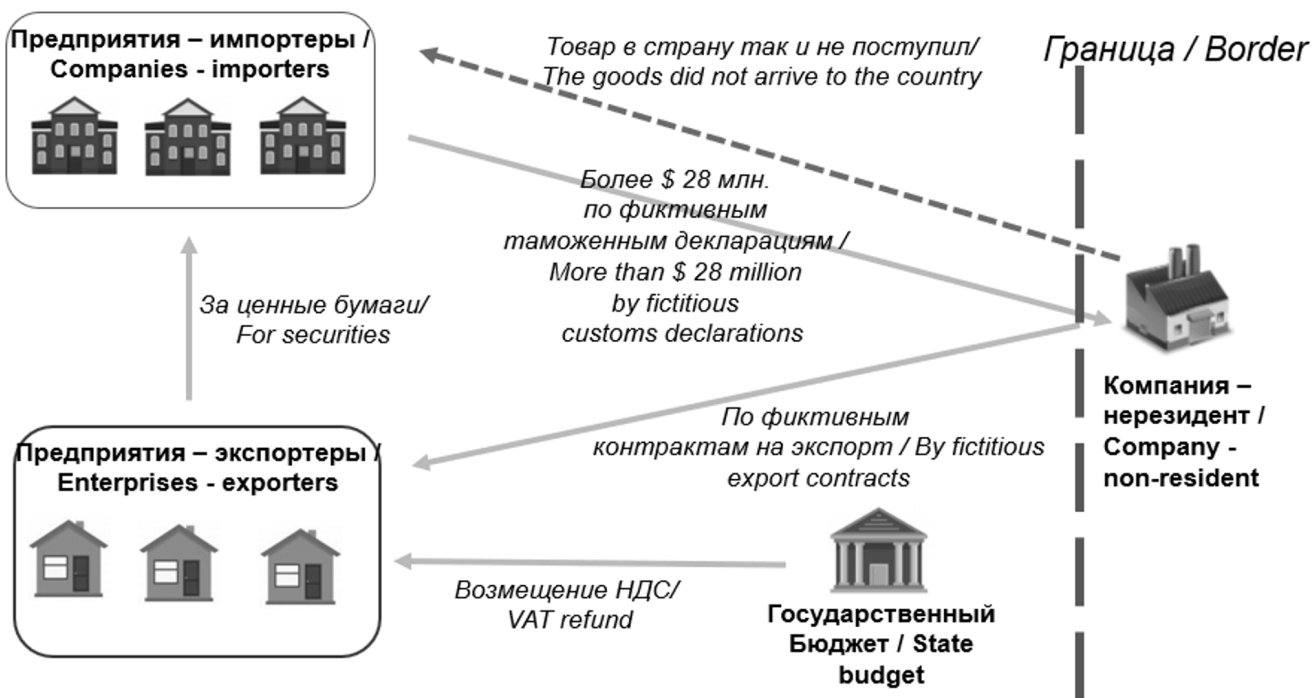 Предприятия – импортеры /
Companies - importers
Товар в страну так и не поступил/
The goods did not arrive to the country
Граница / Border
Более $ 28 млн.
по фиктивным
таможенным декларациям /
More than $ 28 million
by fictitious
customs declarations
За ценные бумаги/
For securities
Компания –
нерезидент /
Company -
non-resident
По фиктивным
контрактам на экспорт / By fictitious
export contracts
Предприятия – экспортеры /
Enterprises - exporters
Возмещение НДС/
VAT refund
Государственный
Бюджет / State
budget